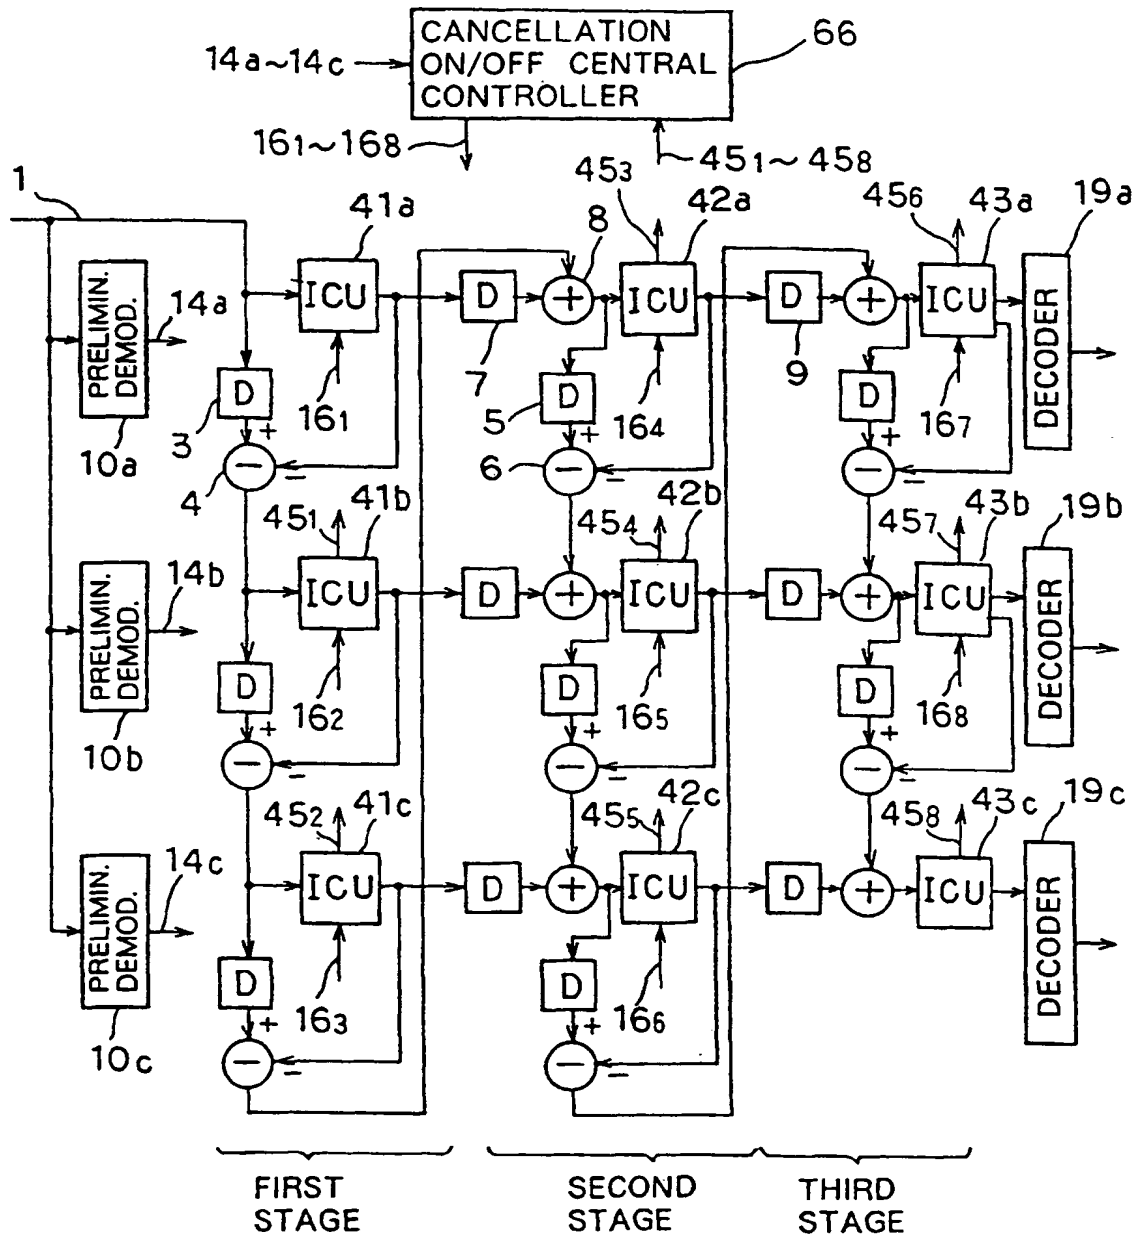 CANCELLATION
ON/OFF CENTRAL
CONTROLLER
66
14a~14c
16₁~16₈
45₁~45₈
1
41a
45₃
8
42a
45₆
43a
19a
PRELIMIN.
DEMOD.
14a
ICU
D
+
ICU
D
+
ICU
DECODER
7
9
D
3
16₁
5
D
16₄
D
16₇
10a
+
4
−
−
+
6
−
−
+
−
−
45₁
41b
45₄
42b
45₇
43b
19b
PRELIMIN.
DEMOD.
14b
ICU
D
+
ICU
D
+
ICU
DECODER
D
16₂
D
16₅
D
16₈
10b
+
−
−
+
−
−
+
−
−
45₂
41c
45₅
42c
45₈
43c
19c
PRELIMIN.
DEMOD.
14c
ICU
D
+
ICU
D
+
ICU
DECODER
D
16₃
D
16₆
10c
+
−
−
+
−
−
FIRST
STAGE
SECOND
STAGE
THIRD
STAGE